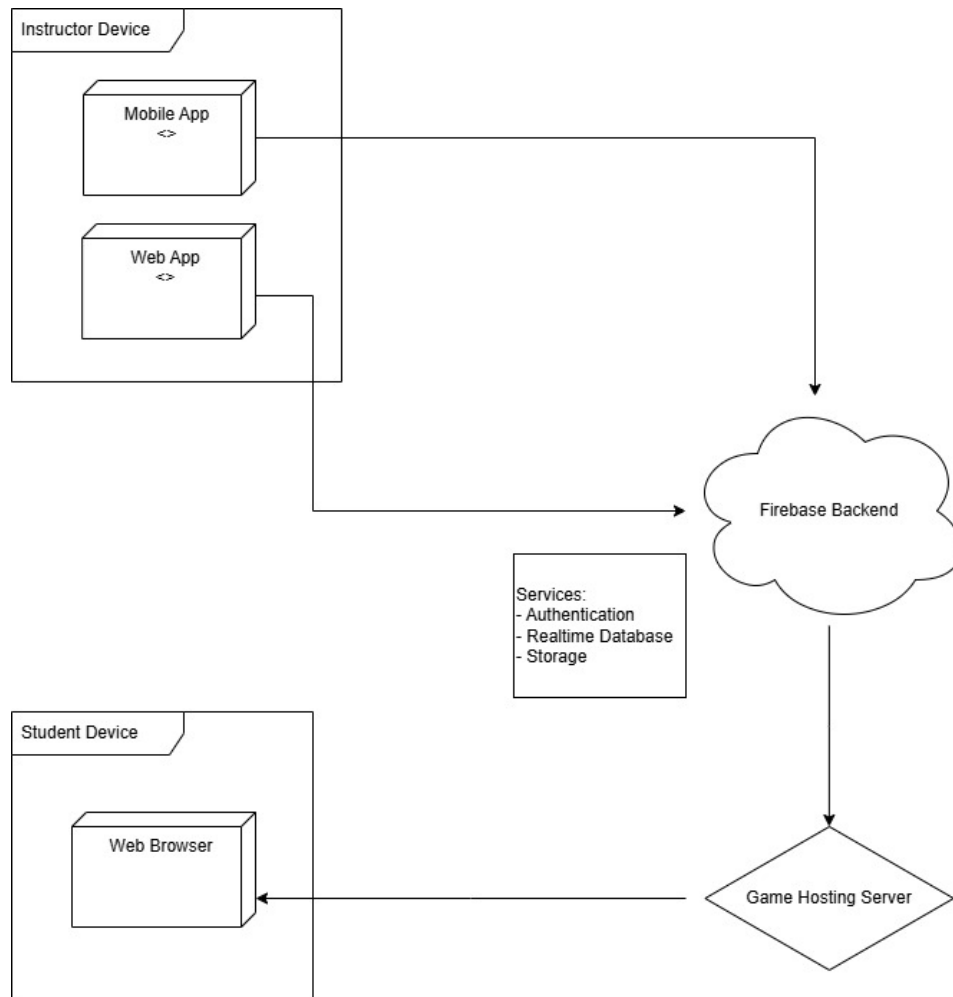 Instructor Device
Mobile App
<>
Web App
<>
Firebase Backend
Services:
- Authentication
- Realtime Database
- Storage
Student Device
Web Browser
Game Hosting Server